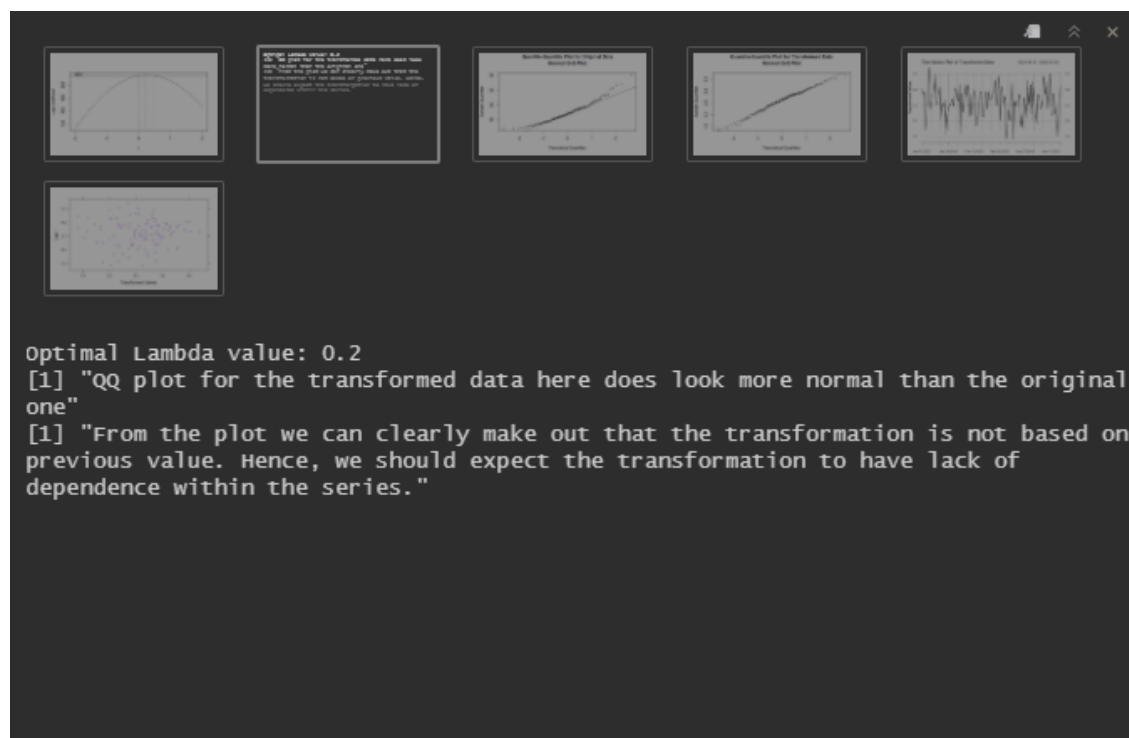 Optimal Lambda value: 0.2
[1] "QQ plot for the transformed data here does look more normal than the original
one"
[1] "From the plot we can clearly make out that the transformation is not based on
previous value. Hence, we should expect the transformation to have lack of
dependence within the series."